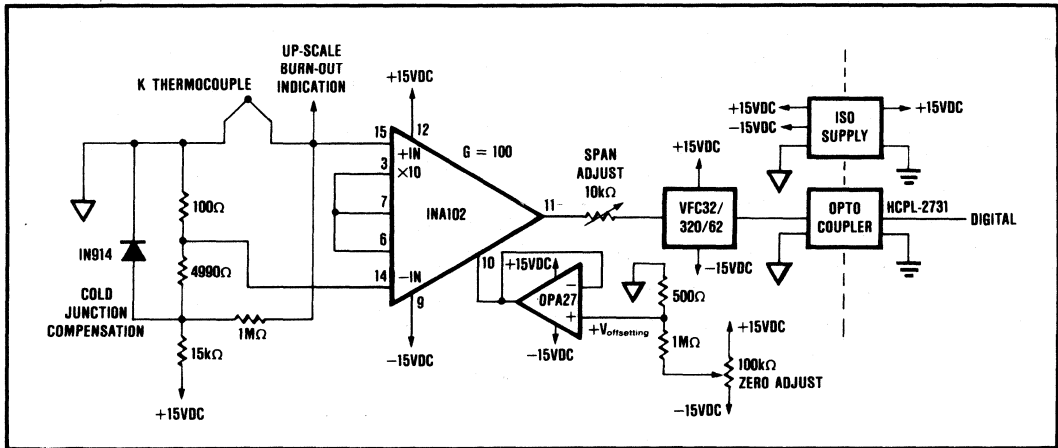 UP-SCALE
BURN-OUT
INDICATION
K THERMOCOUPLE
+15VDC
15
12
+IN
3
×10
G = 100
7
6
INA102
14
−IN
9
−15VDC
10
11
100Ω
IN914
4990Ω
COLD
JUNCTION
COMPENSATION
1MΩ
15kΩ
+15VDC
SPAN
ADJUST
10kΩ
+15VDC
VFC32/
320/62
−15VDC
+15VDC
−
OPA27
+
−15VDC
+Voffsetting
500Ω
1MΩ
+15VDC
100kΩ
ZERO ADJUST
−15VDC
+15VDC
−15VDC
ISO
SUPPLY
+15VDC
OPTO
COUPLER
HCPL-2731
DIGITAL